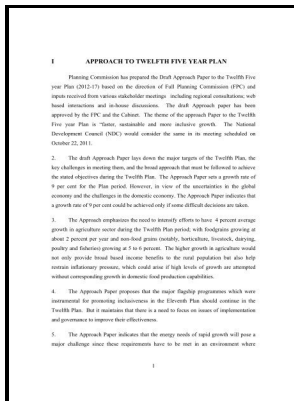 I APPROACH TO TWELFTH FIVE YEAR PLAN
Planning Commission has prepared the Draft Approach Paper to the Twelfth Five
year Plan (2012-17) based on the direction of Full Planning Commission (FPC) and
inputs received from various stakeholder meetings including regional consultations; web
based interactions and in-house discussions. The draft Approach paper has been
approved by the FPC and the Cabinet. The theme of the approach Paper to the Twelfth
Five year Plan is "faster, sustainable and more inclusive growth. The National
Development Council (NDC) would consider the same in its meeting scheduled on
October 22, 2011.
2. The draft Approach Paper lays down the major targets of the Twelfth Plan, the
key challenges in meeting them, and the broad approach that must be followed to achieve
the stated objectives during the Twelfth Plan. The Approach Paper sets a growth rate of
9 per cent for the Plan period. However, in view of the uncertainties in the global
economy and the challenges in the domestic economy, The Approach Paper indicates that
a growth rate of 9 per cent could be achieved only if some difficult decisions are taken.
3. The Approach emphasizes the need to intensify efforts to have 4 percent average
growth in agriculture sector during the Twelfth Plan period, with foodgrains growing at
about 2 percent per year and non-food grains (notably, horticulture, livestock, dairying,
poultry and fisheries) growing at 5 to 6 percent. The higher growth in agriculture would
not only provide broad based income benefits to the rural population but also help
restrain inflationary pressure, which could arise if high levels of growth are attempted
without corresponding growth in domestic food production capabilities.
4. The Approach Paper proposes that the major flagship programmes which were
instrumental for promoting inclusiveness in the Eleventh Plan should continue in the
Twelfth Plan. But it maintains that there is a need to focus on issues of implementation
and governance to improve their effectiveness.
5. The Approach Paper indicates that the energy needs of rapid growth will pose a
major challenge since these requirements have to be met in an environment where
1